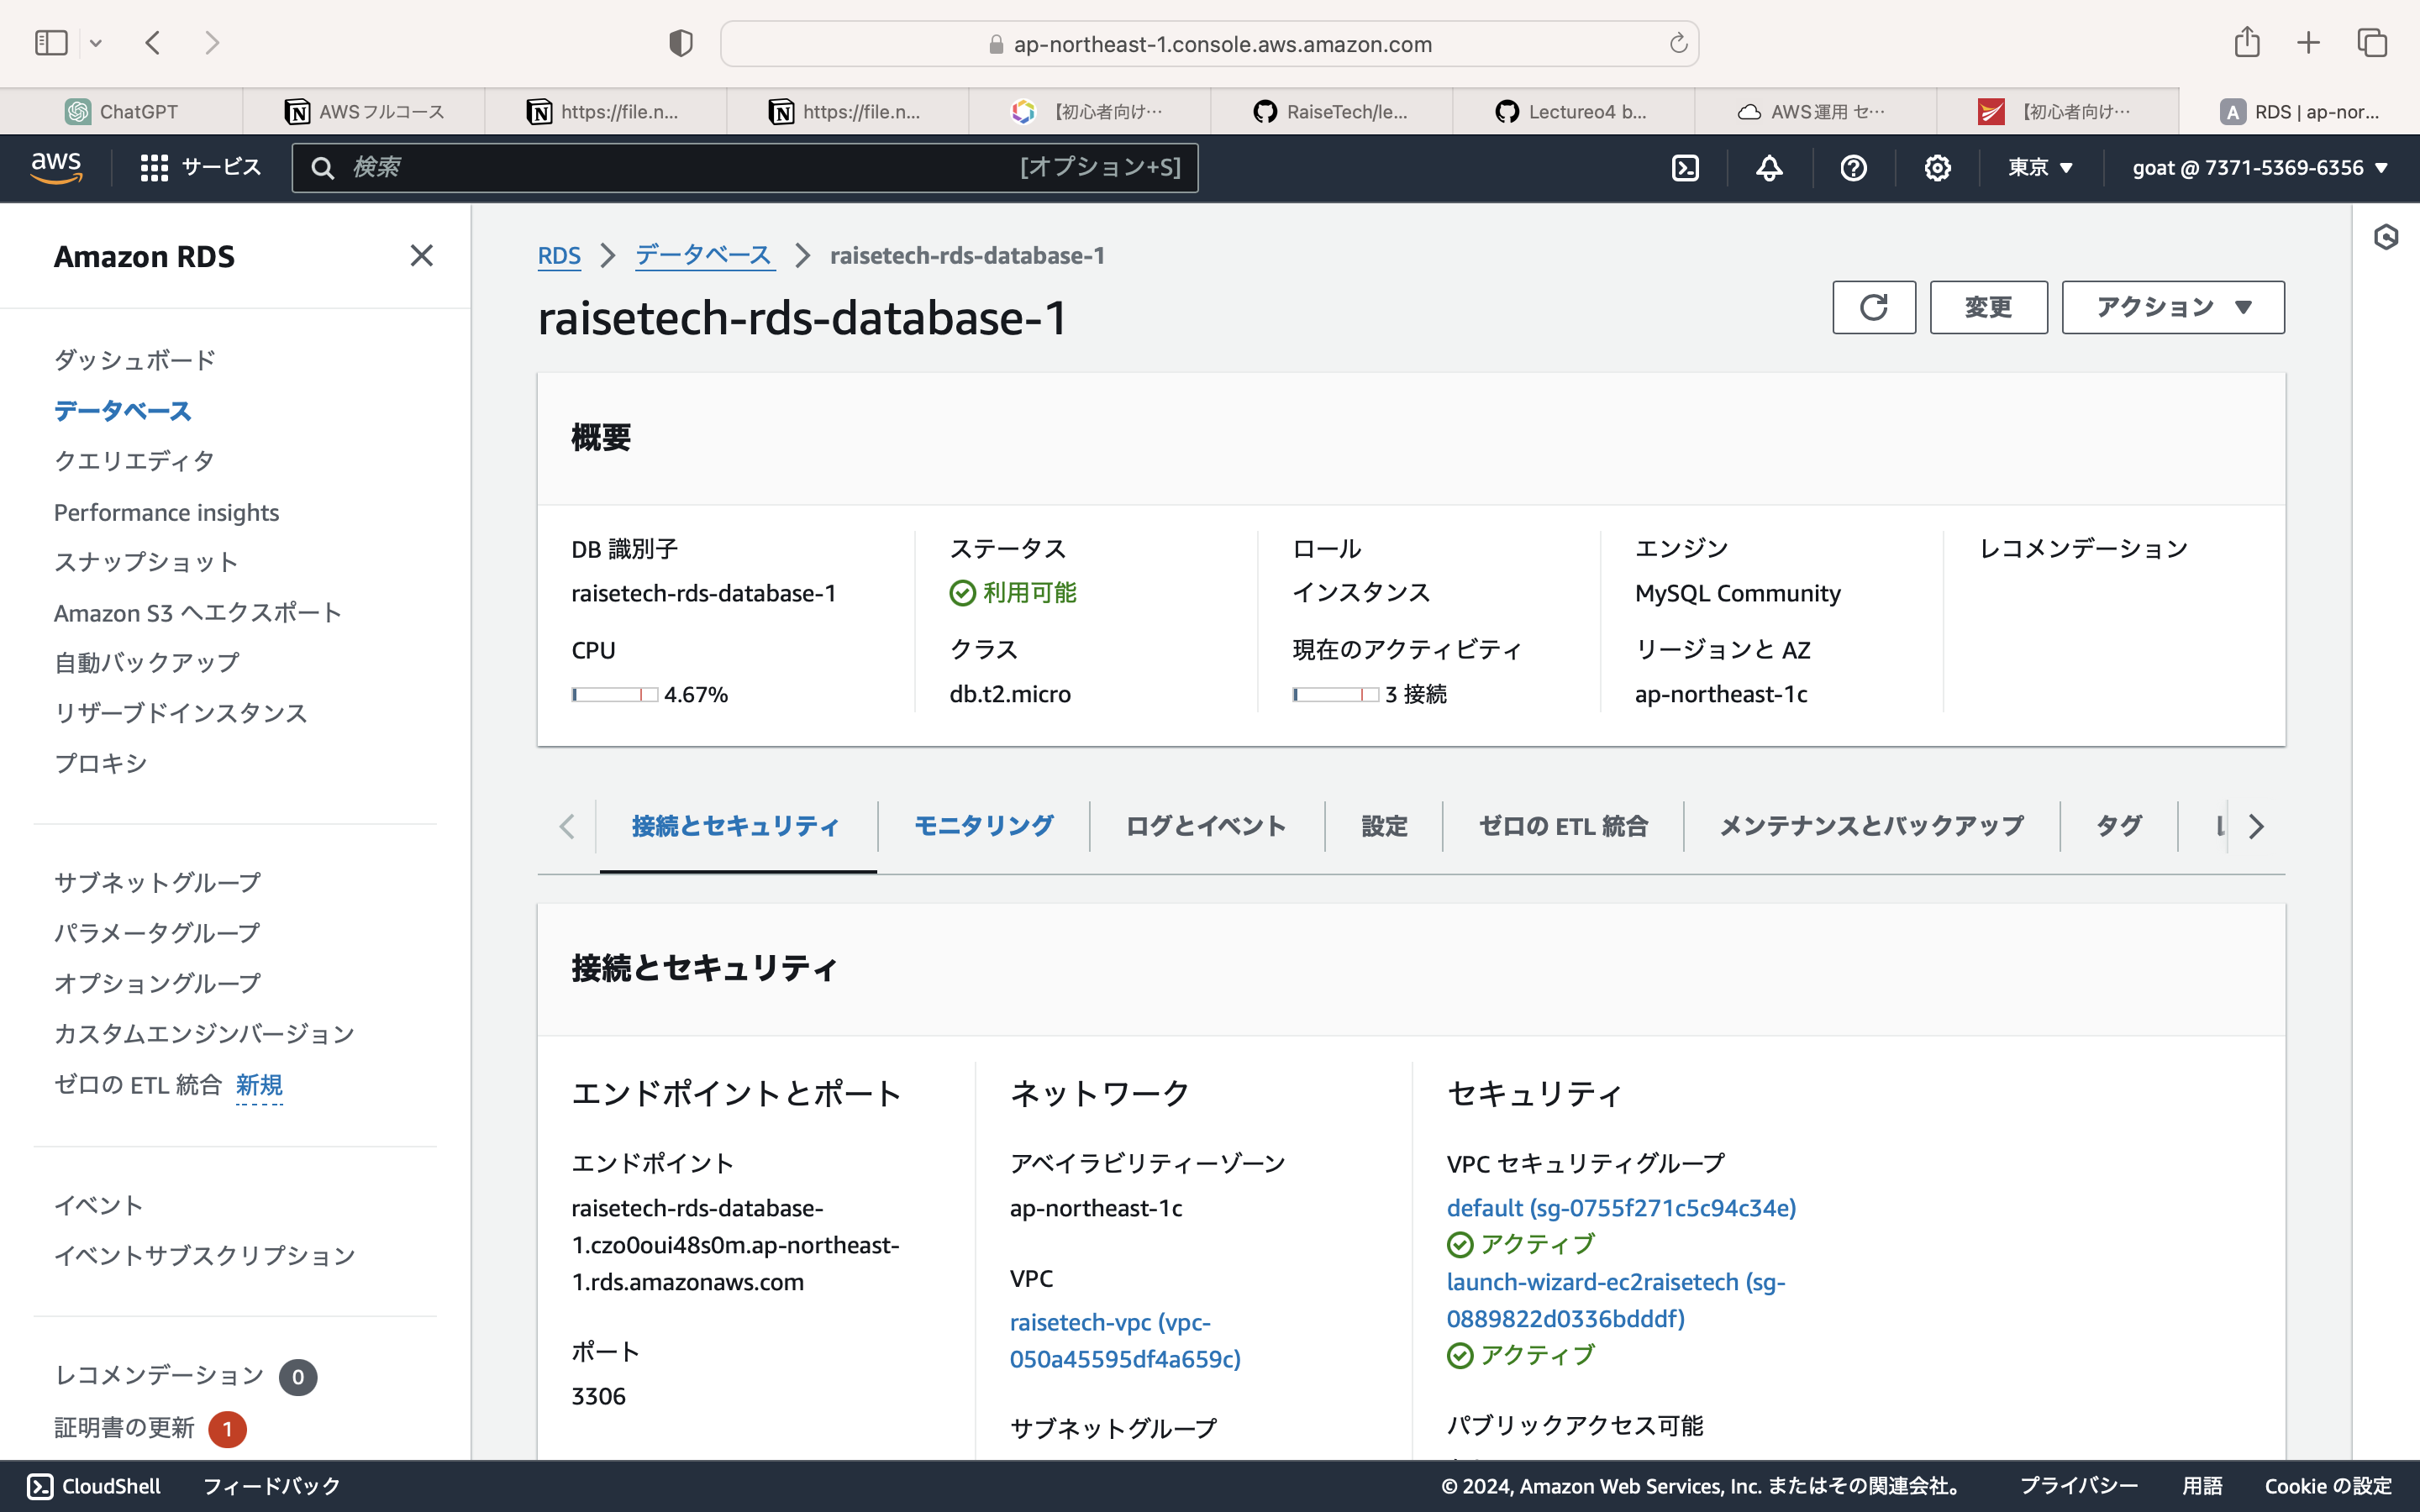 ap-northeast-1.console.aws.amazon.com
ChatGPT
AWSフルコース
https://file.n...
https://file.n...
【初心者向け…
RaiseTech/le...
Lectureo4 b...
AWS運用 セ…
【初心者向け…
RDS | ap-nor...
aws
サービス
検索
[オプション+S]
東京
goat @ 7371-5369-6356
Amazon RDS
ダッシュボード
データベース
クエリエディタ
Performance insights
スナップショット
Amazon S3 へエクスポート
自動バックアップ
リザーブドインスタンス
プロキシ
サブネットグループ
パラメータグループ
オプショングループ
カスタムエンジンバージョン
ゼロの ETL 統合 新規
イベント
イベントサブスクリプション
レコメンデーション 0
証明書の更新 1
RDS
データベース
raisetech-rds-database-1
raisetech-rds-database-1
変更
アクション
概要
DB 識別子
raisetech-rds-database-1
CPU
4.67%
ステータス
利用可能
クラス
db.t2.micro
ロール
インスタンス
現在のアクティビティ
3 接続
エンジン
MySQL Community
リージョンと AZ
ap-northeast-1c
レコメンデーション
接続とセキュリティ
モニタリング
ログとイベント
設定
ゼロの ETL 統合
メンテナンスとバックアップ
タグ
接続とセキュリティ
エンドポイントとポート
エンドポイント
raisetech-rds-database-
1.czo0oui48s0m.ap-northeast-
1.rds.amazonaws.com
ポート
3306
ネットワーク
アベイラビリティーゾーン
ap-northeast-1c
VPC
raisetech-vpc (vpc-
050a45595df4a659c)
サブネットグループ
セキュリティ
VPC セキュリティグループ
default (sg-0755f271c5c94c34e)
アクティブ
launch-wizard-ec2raisetech (sg-
0889822d0336bdddf)
アクティブ
パブリックアクセス可能
CloudShell
フィードバック
© 2024, Amazon Web Services, Inc. またはその関連会社。
プライバシー
用語
Cookie の設定